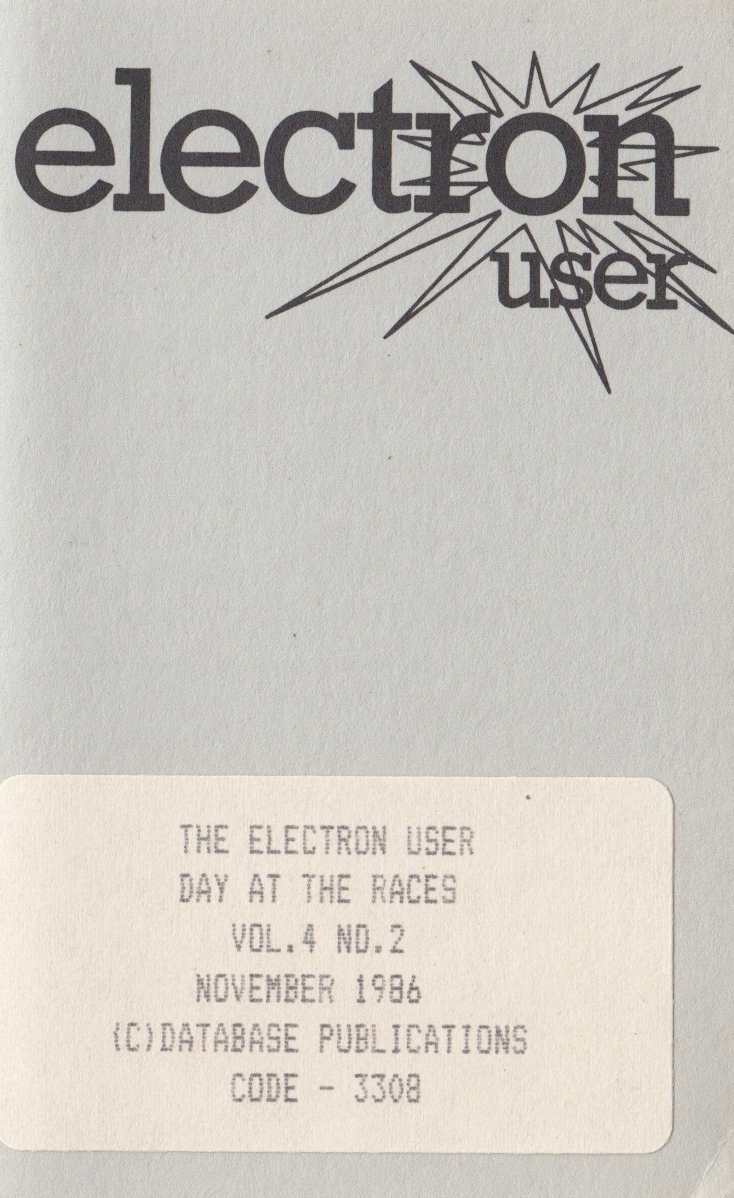 electron
user
THE ELECTRON USER
DAY AT THE RACES
VOL.4 NO.2
NOVEMBER 1986
(C)DATABASE PUBLICATIONS
CODE - 3308